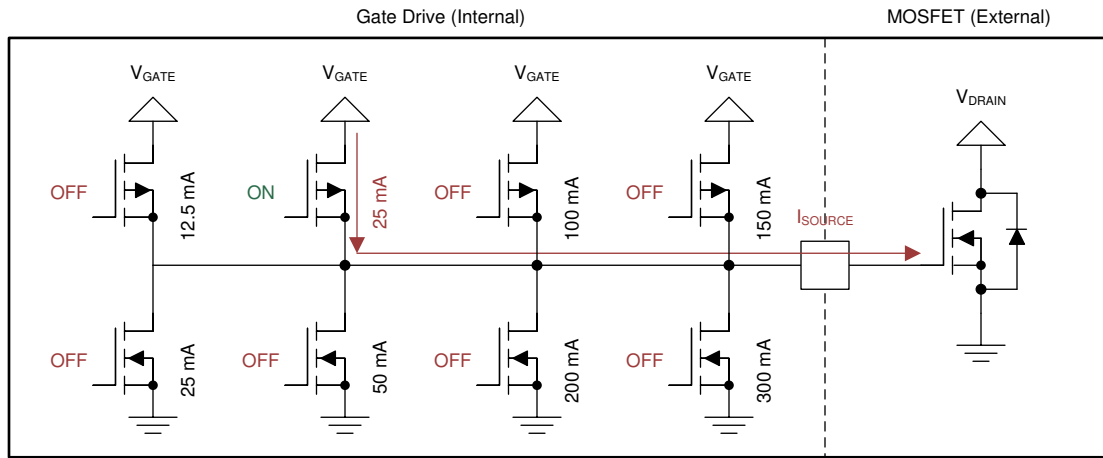 Gate Drive (Internal)
MOSFET (External)
VGATE
VGATE
VGATE
VGATE
VDRAIN
OFF
12.5 mA
ON
25 mA
OFF
100 mA
OFF
150 mA
ISOURCE
OFF
25 mA
OFF
50 mA
OFF
200 mA
OFF
300 mA